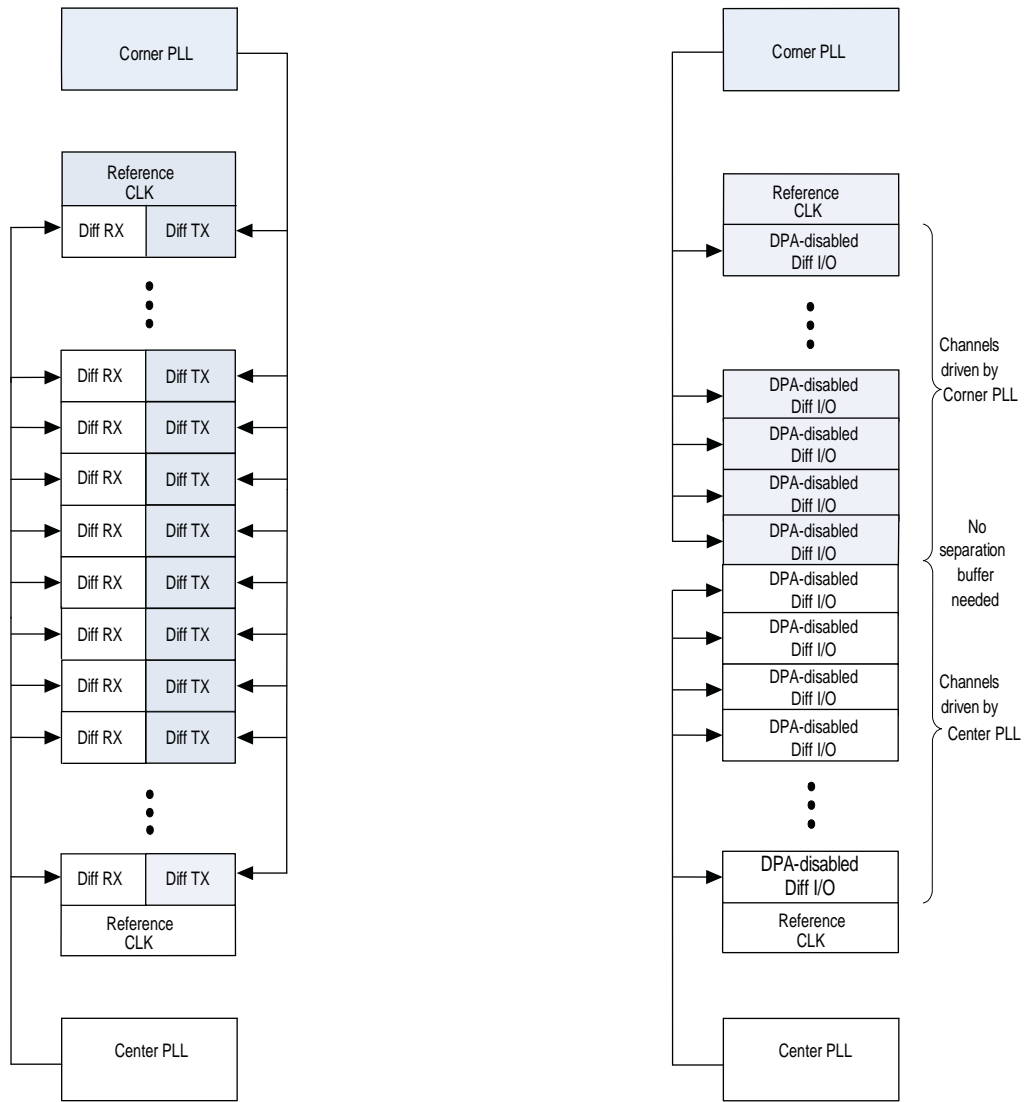 Corner PLL
Reference
CLK
Diff RX Diff TX
Diff RX Diff TX
Diff RX Diff TX
Diff RX Diff TX
Diff RX Diff TX
Diff RX Diff TX
Diff RX Diff TX
Diff RX Diff TX
Diff RX Diff TX
Diff RX Diff TX
Reference
CLK
Center PLL
Corner PLL
Reference
CLK
DPA-disabled
Diff I/O
DPA-disabled
Diff I/O
DPA-disabled
Diff I/O
DPA-disabled
Diff I/O
DPA-disabled
Diff I/O
DPA-disabled
Diff I/O
DPA-disabled
Diff I/O
DPA-disabled
Diff I/O
DPA-disabled
Diff I/O
DPA-disabled
Diff I/O
Reference
CLK
Center PLL
Channels
driven by
Corner PLL
No
separation
buffer
needed
Channels
driven by
Center PLL